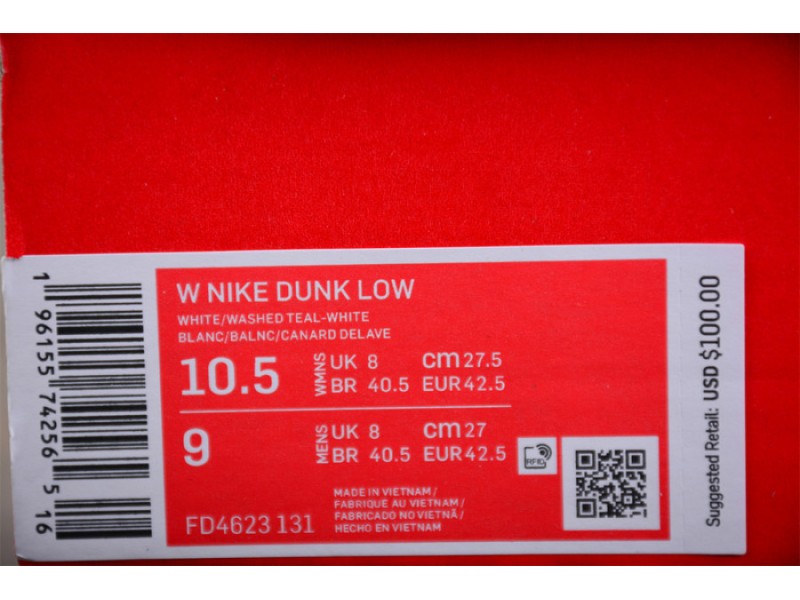 W NIKE DUNK LOW
WHITE/WASHED TEAL-WHITE
BLANC/BALNC/CANARD DELAVE
10.5 WMNS UK 8 cm 27.5
BR 40.5 EUR 42.5
9 MENS UK 8 cm 27
BR 40.5 EUR 42.5
RFID
FD4623 131
MADE IN VIETNAM /
FABRIQUÉ AU VIETNAM /
FABRICADO NO VIETNÃ /
HECHO EN VIETNAM
1 96155 74256 5 16
Suggested Retail: USD $100.00